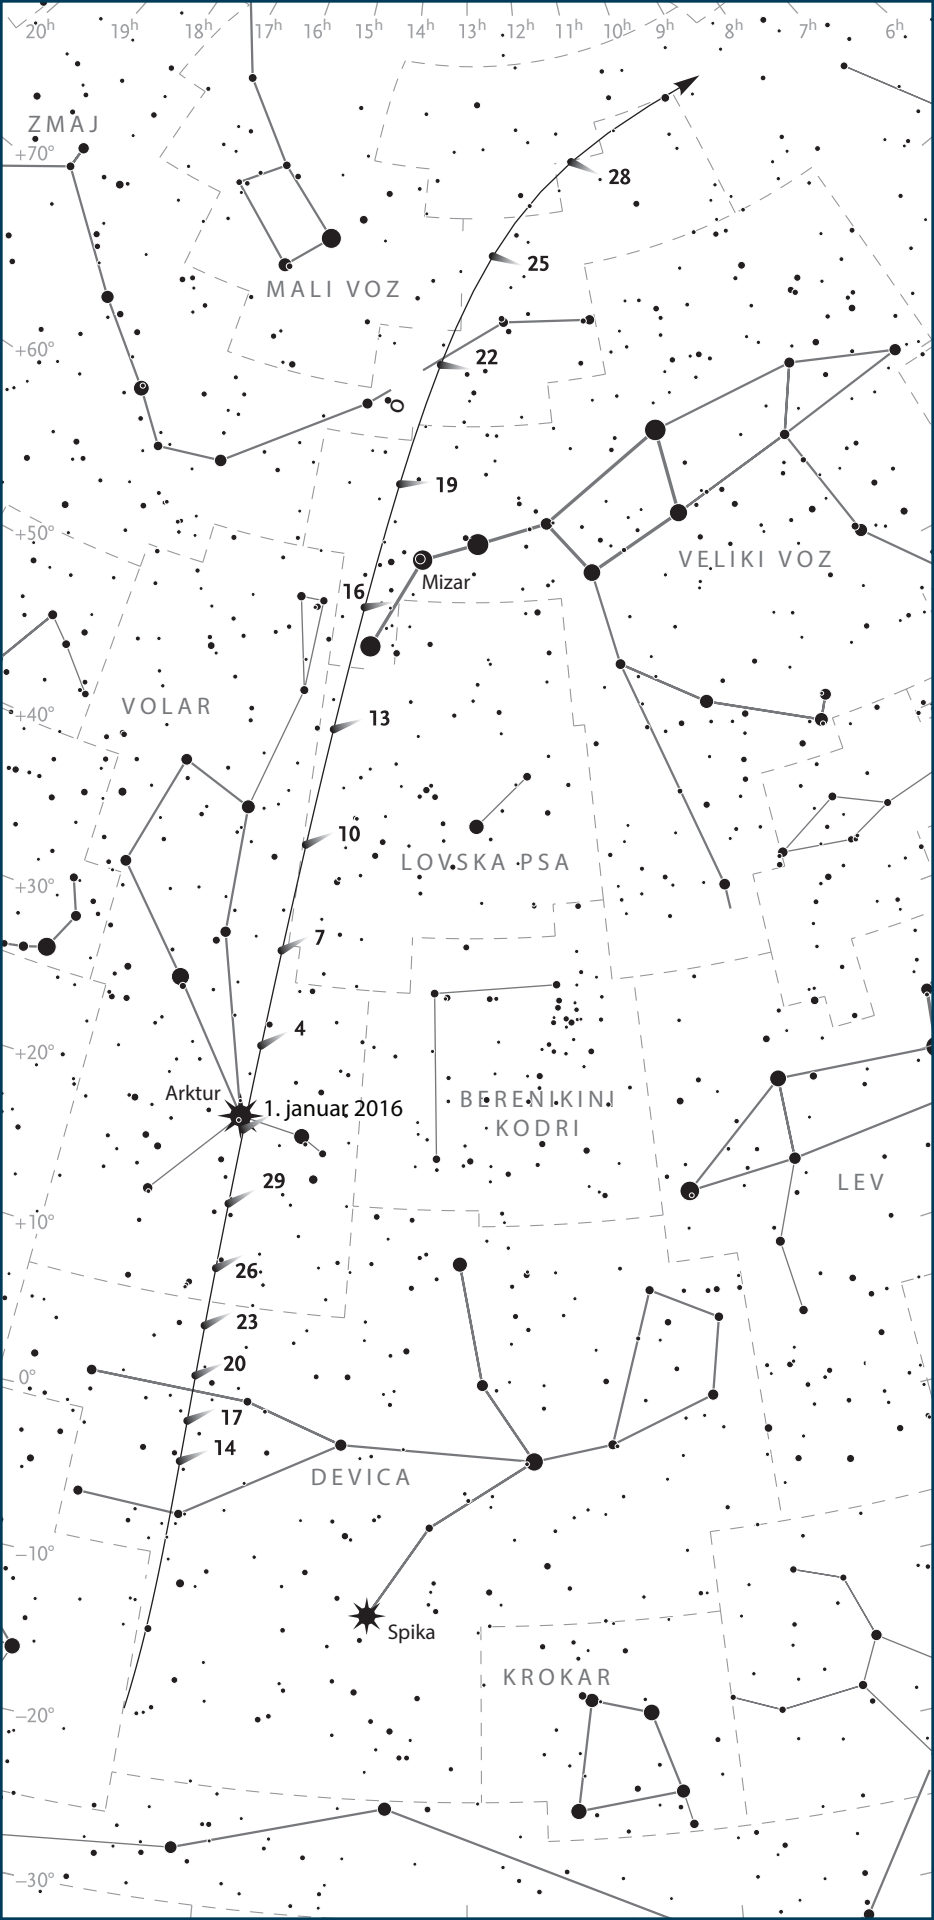 20h 19h 18h 17h 16h 15h 14h 13h 12h 11h 10h 9h 8h 7h 6h
ZMAJ
+70°
28
25
MALI VOZ
+60°
22
19
+50°
VELIKI VOZ
Mizar
16
VOLAR
+40°
13
10
LOVSKA PSA
+30°
7
4
+20°
Arktur
1. januar 2016
BERENIKINI
KODRI
LEV
29
+10°
26
23
20
0°
17
14
DEVICA
−10°
Spika
KROKAR
−20°
−30°